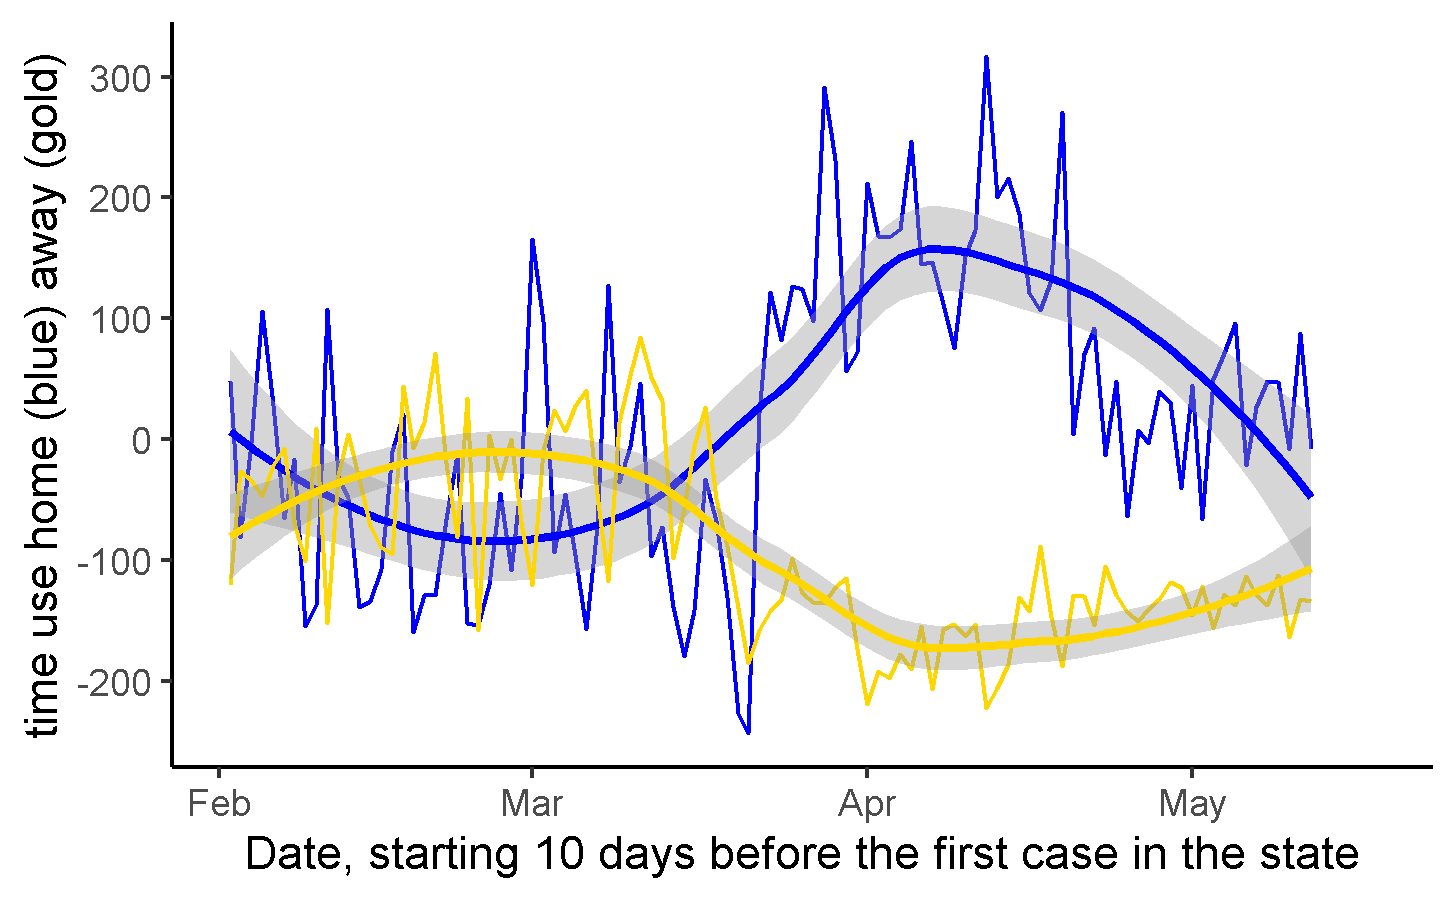 time use home (blue) away (gold)
300
200
100
0
-100
-200
Feb
Mar
Apr
May
Date, starting 10 days before the first case in the state